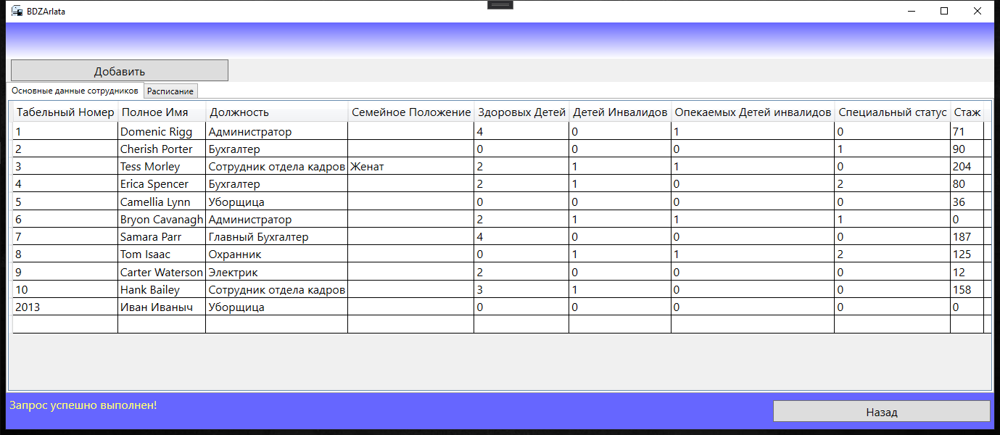 BDZArlata
Добавить
Основные данные сотрудников Расписание
Табельный Номер Полное Имя Должность Семейное Положение Здоровых Детей Детей Инвалидов Опекаемых Детей инвалидов Специальный статус Стаж
1 Domenic Rigg Администратор 4 0 1 0 71
2 Cherish Porter Бухгалтер 0 0 0 1 90
3 Tess Morley Сотрудник отдела кадров Женат 2 1 1 0 204
4 Erica Spencer Бухгалтер 2 1 0 2 80
5 Camellia Lynn Уборщица 0 0 0 0 36
6 Bryon Cavanagh Администратор 2 1 1 1 0
7 Samara Parr Главный Бухгалтер 4 0 0 0 187
8 Tom Isaac Охранник 0 1 1 2 125
9 Carter Waterson Электрик 2 0 0 0 12
10 Hank Bailey Сотрудник отдела кадров 3 1 0 0 158
2013 Иван Иваныч Уборщица 0 0 0 0 0
Запрос успешно выполнен!
Назад